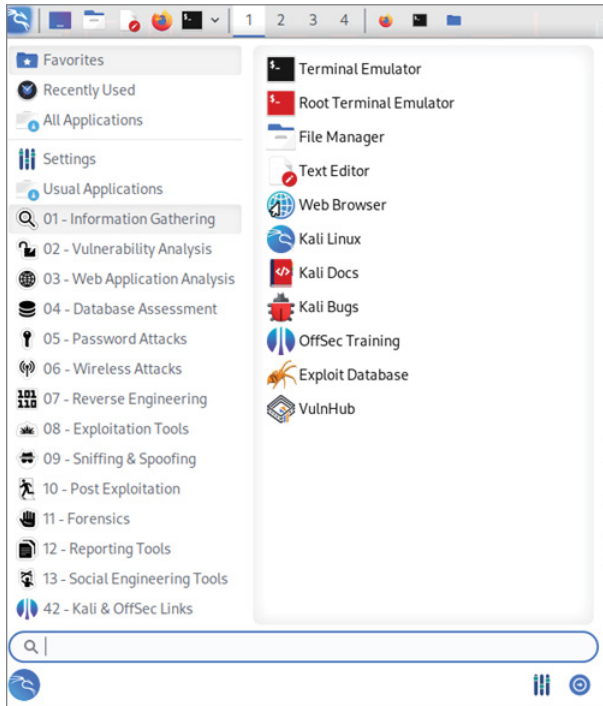 1 2 3 4
Favorites
Recently Used
All Applications
Settings
Usual Applications
01 - Information Gathering
02 - Vulnerability Analysis
03 - Web Application Analysis
04 - Database Assessment
05 - Password Attacks
06 - Wireless Attacks
07 - Reverse Engineering
08 - Exploitation Tools
09 - Sniffing & Spoofing
10 - Post Exploitation
11 - Forensics
12 - Reporting Tools
13 - Social Engineering Tools
42 - Kali & OffSec Links
Terminal Emulator
Root Terminal Emulator
File Manager
Text Editor
Web Browser
Kali Linux
Kali Docs
Kali Bugs
OffSec Training
Exploit Database
VulnHub